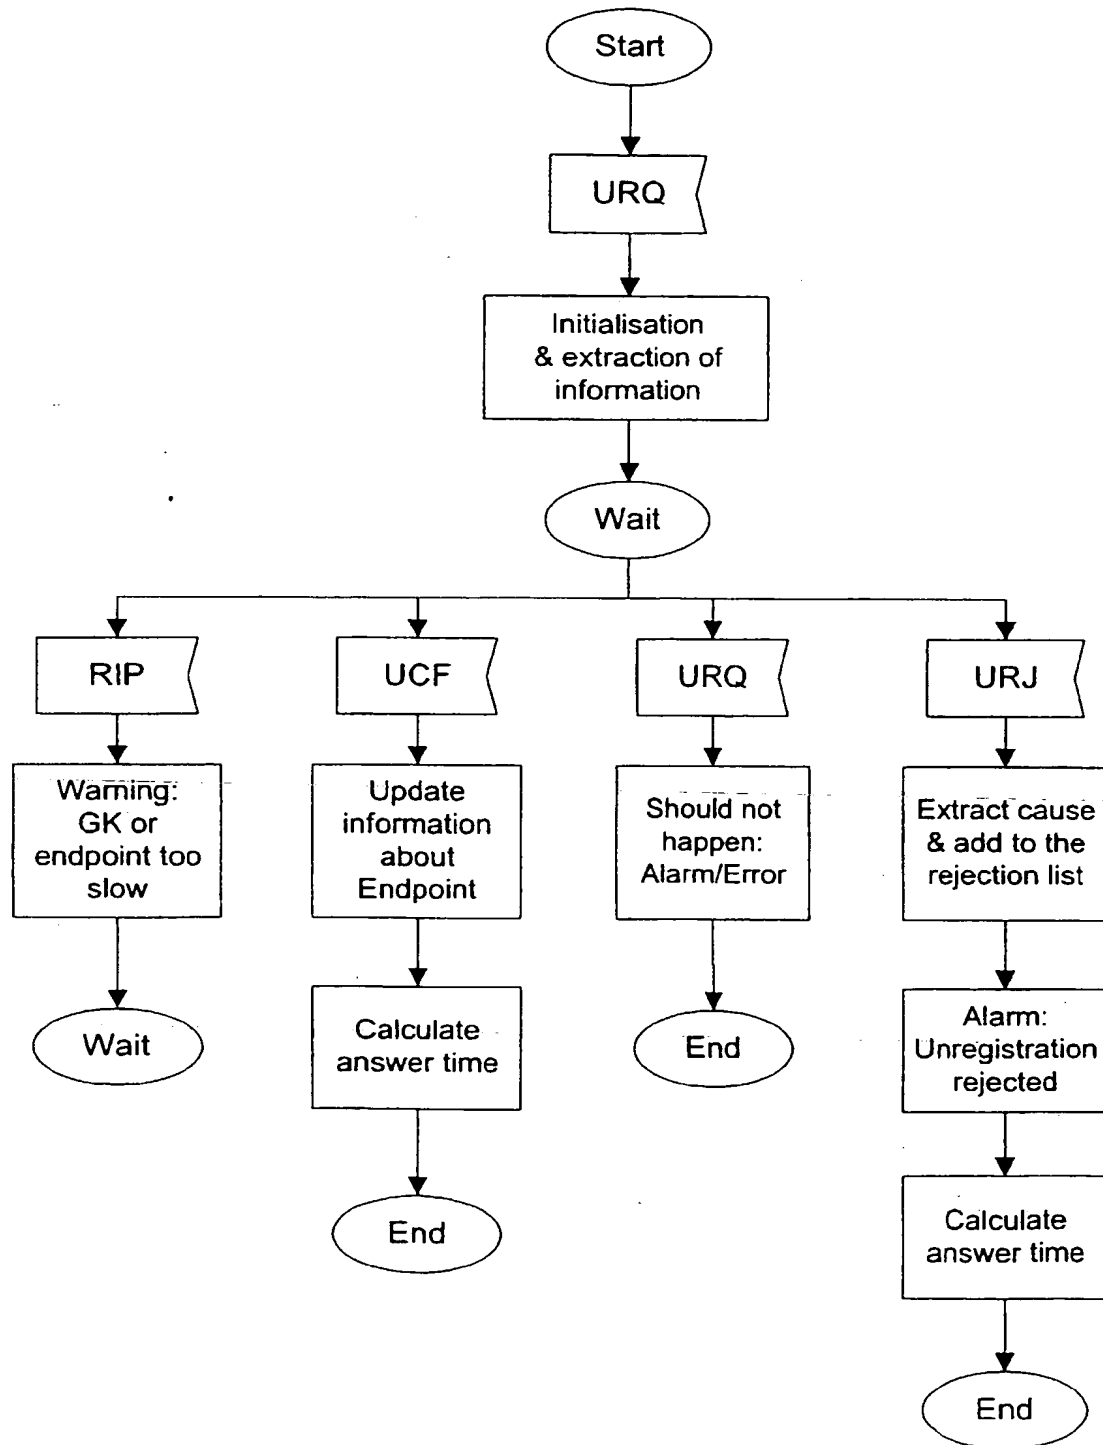 Start
URQ
Initialisation
& extraction of
information
Wait
RIP
UCF
URQ
URJ
Warning:
GK or
endpoint too
slow
Update
information
about
Endpoint
Should not
happen:
Alarm/Error
Extract cause
& add to the
rejection list
Wait
Calculate
answer time
End
Alarm:
Unregistration
rejected
End
Calculate
answer time
End